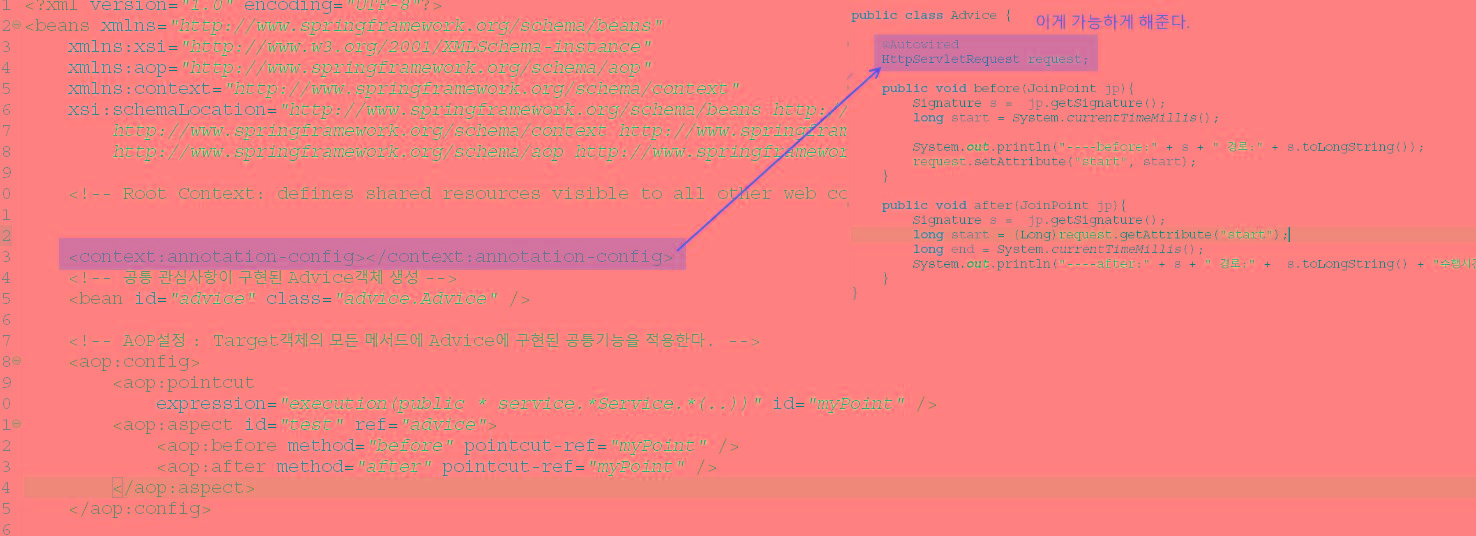 1 <?xml version="1.0" encoding="UTF-8"?>
2 <beans xmlns="http://www.springframework.org/schema/beans"
3 xmlns:xsi="http://www.w3.org/2001/XMLSchema-instance"
4 xmlns:aop="http://www.springframework.org/schema/aop"
5 xmlns:context="http://www.springframework.org/schema/context"
6 xsi:schemaLocation="http://www.springframework.org/schema/beans http:/
7 http://www.springframework.org/schema/context http://www.springfram
8 http://www.springframework.org/schema/aop http://www.springframewor
9
0 <!-- Root Context: defines shared resources visible to all other web co
1
2
3 <context:annotation-config></context:annotation-config>
4 <!-- 공통 관심사항이 구현된 Advice객체 생성 -->
5 <bean id="advice" class="advice.Advice" />
6
7 <!-- AOP설정 : Target객체의 모든 메서드에 Advice에 구현된 공통기능을 적용한다. -->
8 <aop:config>
9 <aop:pointcut
0 expression="execution(public * service.*Service.*(..))" id="myPoint" />
1 <aop:aspect id="test" ref="advice">
2 <aop:before method="before" pointcut-ref="myPoint" />
3 <aop:after method="after" pointcut-ref="myPoint" />
4 </aop:aspect>
5 </aop:config>
6
public class Advice {
이게 가능하게 해준다.
@Autowired
HttpServletRequest request;
public void before(JoinPoint jp){
Signature s = jp.getSignature();
long start = System.currentTimeMillis();
System.out.println("----before:" + s + " 경로:" + s.toLongString());
request.setAttribute("start", start);
}
public void after(JoinPoint jp){
Signature s = jp.getSignature();
long start = (Long)request.getAttribute("start");
long end = System.currentTimeMillis();
System.out.println("----after:" + s + " 경로:" + s.toLongString() + "수행시간
}
}